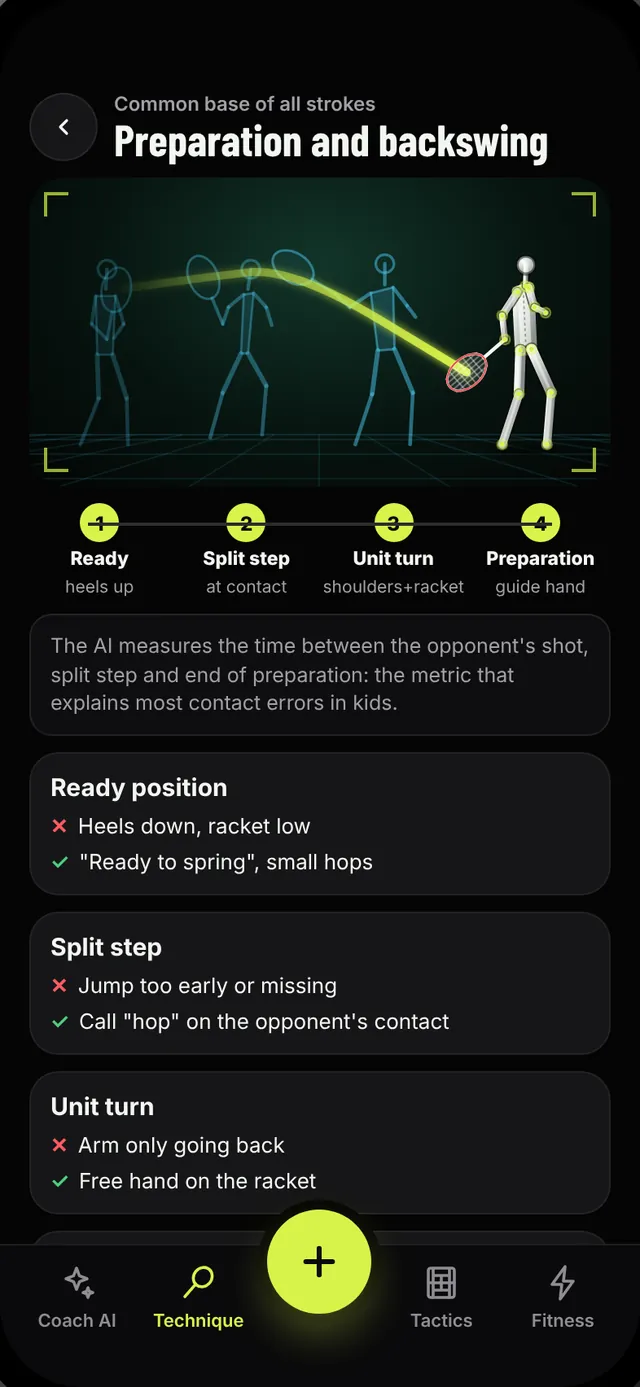 Common base of all strokes
Preparation and backswing
1 2 3 4
Ready Split step Unit turn Preparation
heels up at contact shoulders+racket guide hand
The AI measures the time between the opponent's shot,
split step and end of preparation: the metric that
explains most contact errors in kids.
Ready position
✕ Heels down, racket low
✓ "Ready to spring", small hops
Split step
✕ Jump too early or missing
✓ Call "hop" on the opponent's contact
Unit turn
✕ Arm only going back
✓ Free hand on the racket
+
Coach AI Technique Tactics Fitness